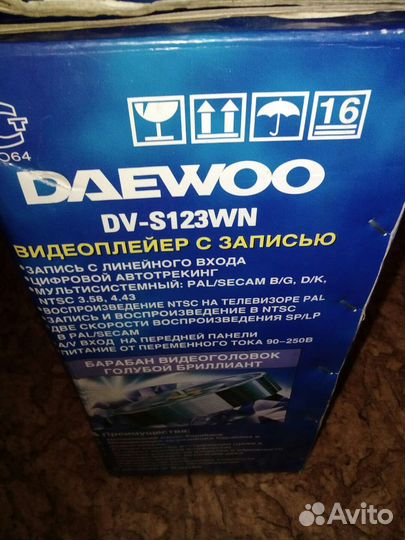 О64
16
DAEWOO
DV-S123WN
ВИДЕОПЛЕЙЕР С ЗАПИСЬЮ
•ЗАПИСЬ С ЛИНЕЙНОГО ВХОДА
•ЦИФРОВОЙ АВТОТРЕКИНГ
•МУЛЬТИСИСТЕМНЫЙ: PAL/SECAM B/G, D/K,
NTSC 3.58, 4.43
ВОСПРОИЗВЕДЕНИЕ NTSC НА ТЕЛЕВИЗОРЕ PAL
ЗАПИСЬ И ВОСПРОИЗВЕДЕНИЕ В NTSC
ДВЕ СКОРОСТИ ВОСПРОИЗВЕДЕНИЯ SP/LP
В PAL/SECAM
A/V ВХОД НА ПЕРЕДНЕЙ ПАНЕЛИ
ПИТАНИЕ ОТ ПЕРЕМЕННОГО ТОКА 90-250В
БАРАБАН ВИДЕОГОЛОВОК
ГОЛУБОЙ БРИЛЛИАНТ
Преимущества:
Avito